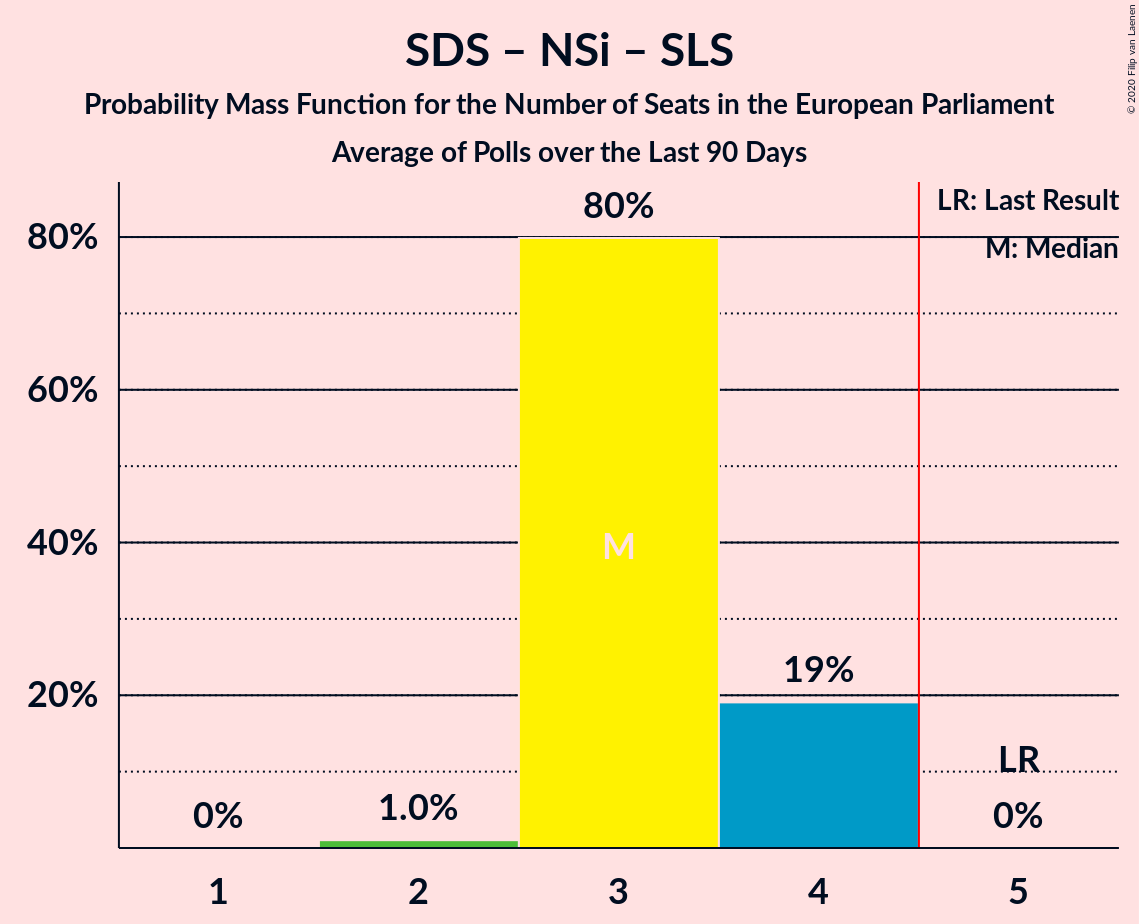 SDS – NSi – SLS
Probability Mass Function for the Number of Seats in the European Parliament
Average of Polls over the Last 90 Days
© 2020 Filip van Laenen
LR: Last Result
M: Median
80%
80%
60%
40%
M
20%
19%
LR
0%
1.0%
0%
1
2
3
4
5